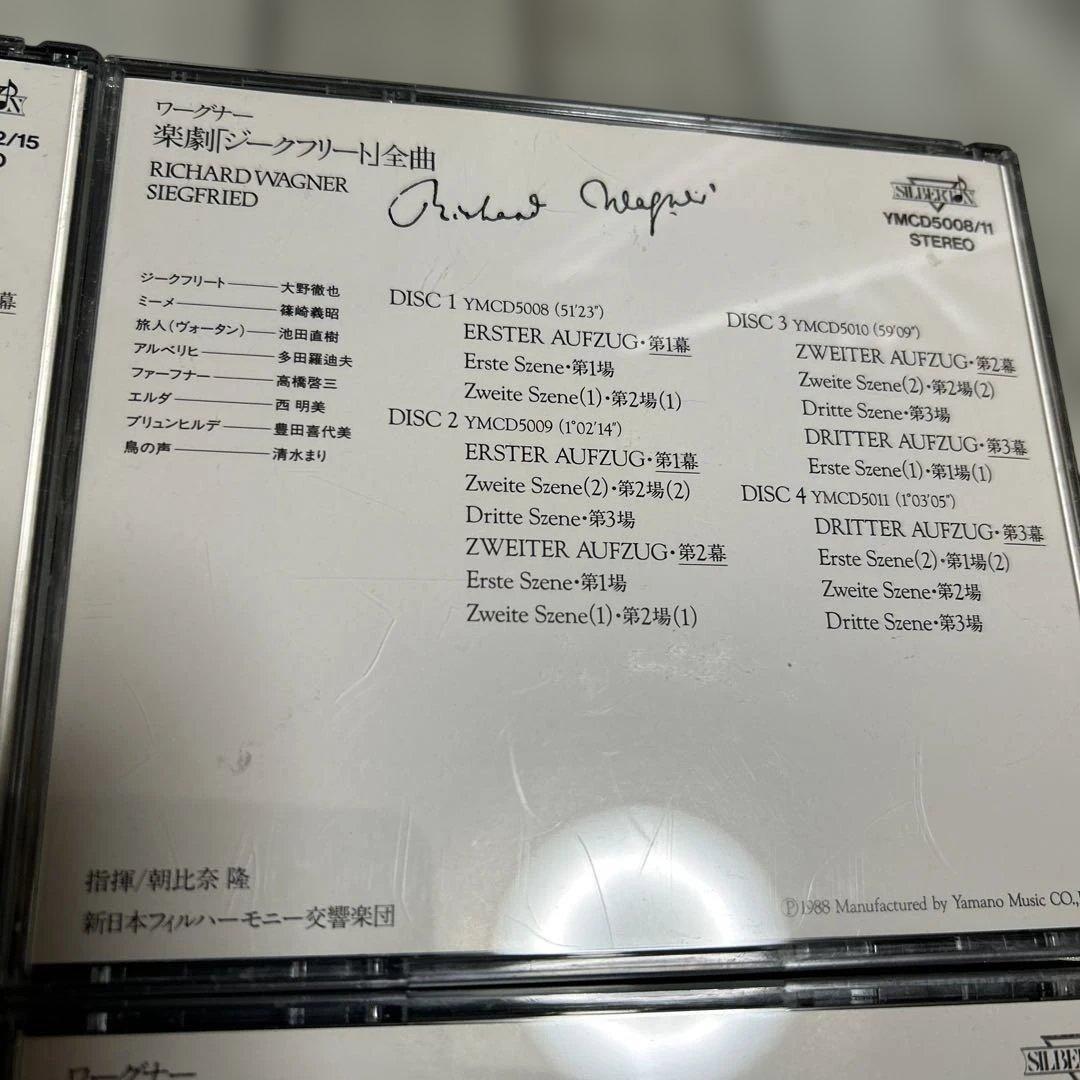 2/15
幕
ワーグナー
楽劇「ジークフリート」全曲
RICHARD WAGNER
SIEGFRIED
Richard Wagner
SILBERTON
YMCD5008/11
STEREO
ジークフリート——大野徹也
ミーメ——篠崎義昭
旅人(ヴォータン)——池田直樹
アルベリヒ——多田羅迪夫
ファーフナー——高橋啓三
エルダ——西 明美
ブリュンヒルデ——豊田喜代美
鳥の声——清水まり
DISC 1 YMCD5008 (51'23")
ERSTER AUFZUG・第1幕
Erste Szene・第1場
Zweite Szene(1)・第2場(1)
DISC 2 YMCD5009 (1°02'14")
ERSTER AUFZUG・第1幕
Zweite Szene(2)・第2場(2)
Dritte Szene・第3場
ZWEITER AUFZUG・第2幕
Erste Szene・第1場
Zweite Szene(1)・第2場(1)
DISC 3 YMCD5010 (59'09")
ZWEITER AUFZUG・第2幕
Zweite Szene(2)・第2場(2)
Dritte Szene・第3場
DRITTER AUFZUG・第3幕
Erste Szene(1)・第1場(1)
DISC 4 YMCD5011 (1°03'05")
DRITTER AUFZUG・第3幕
Erste Szene(2)・第1場(2)
Zweite Szene・第2場
Dritte Szene・第3場
指揮/朝比奈 隆
新日本フィルハーモニー交響楽団
Ⓟ1988 Manufactured by Yamano Music CO.,
ワーグナー
SILBE